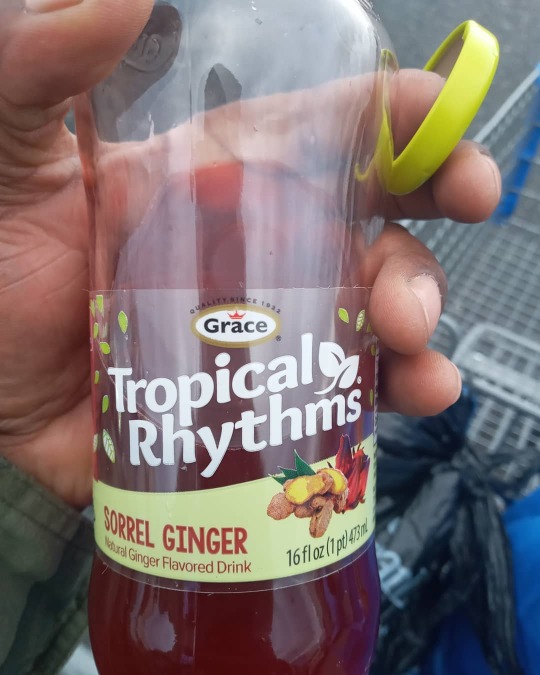 QUALITY SINCE 1922
Grace
Tropical
Rhythms
SORREL GINGER
Natural Ginger Flavored Drink
16 fl oz (1 pt) 473 mL